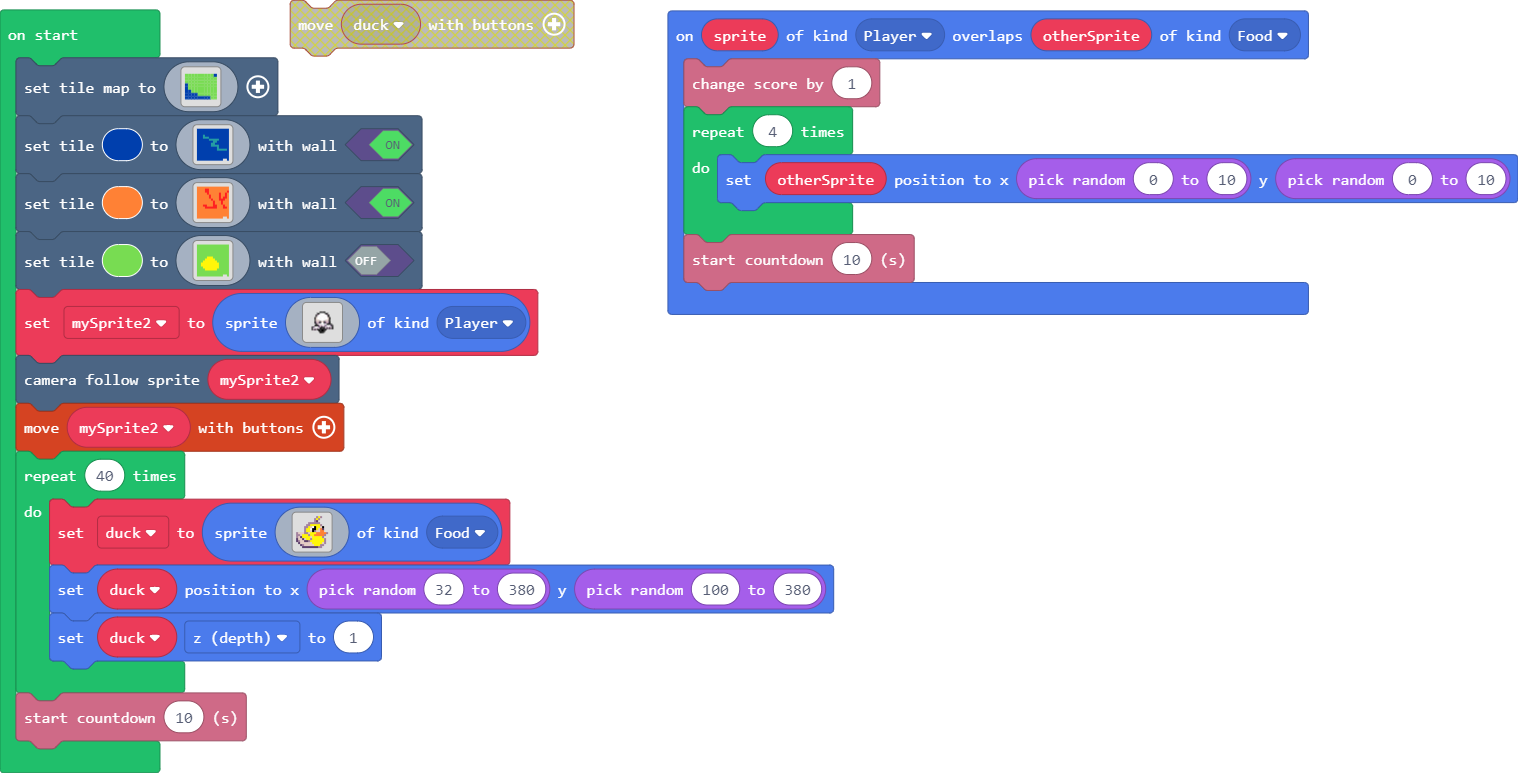 on start
set tile map to
set tile to with wall ON
set tile to with wall ON
set tile to with wall OFF
set mySprite2 to sprite of kind Player
camera follow sprite mySprite2
move mySprite2 with buttons
repeat 40 times
do
set duck to sprite of kind Food
set duck position to x pick random 32 to 380 y pick random 100 to 380
set duck z (depth) to 1
start countdown 10 (s)
move duck with buttons
on sprite of kind Player overlaps otherSprite of kind Food
change score by 1
repeat 4 times
do set otherSprite position to x pick random 0 to 10 y pick random 0 to 10
start countdown 10 (s)